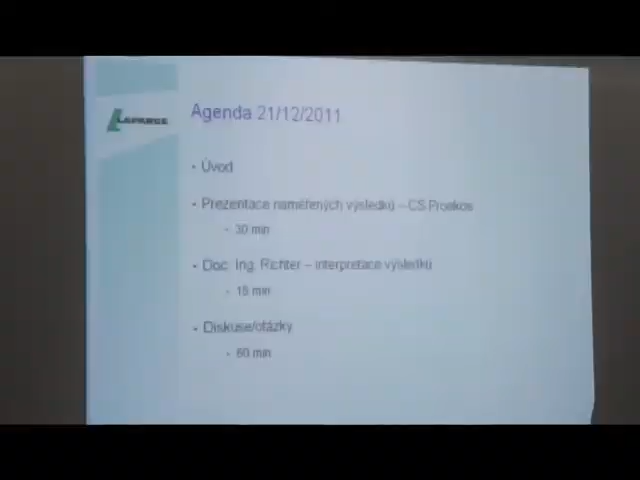 LAFARGE
Agenda 21/12/2011
- Úvod
- Prezentace naměřených výsledků – CS Proekos
- 30 min
- Doc. Ing. Richter – interpretace výsledků
- 15 min
- Diskuse/otázky
- 60 min